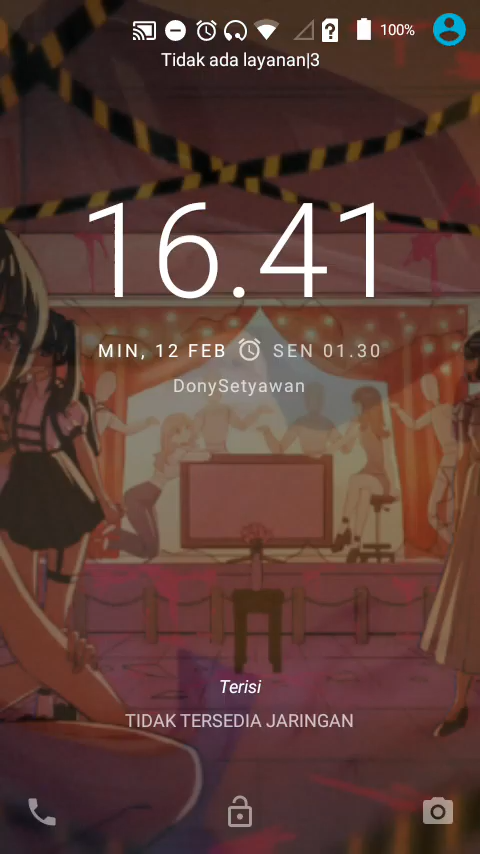 100%
Tidak ada layanan|3
16.41
MIN, 12 FEB SEN 01.30
DonySetyawan
Terisi
TIDAK TERSEDIA JARINGAN